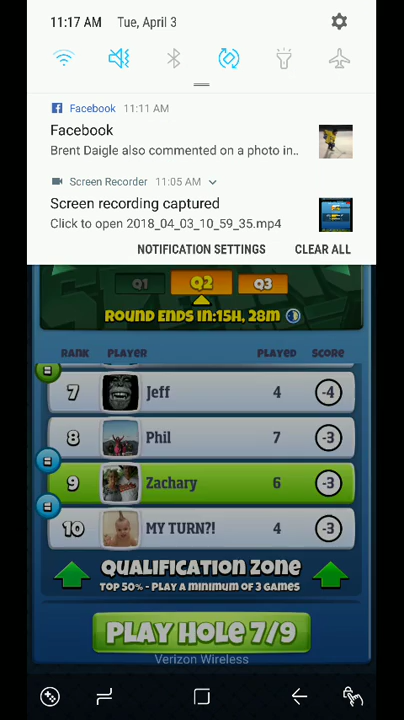 11:17 AM Tue, April 3
Facebook 11:11 AM
Facebook
Brent Daigle also commented on a photo in..
Screen Recorder 11:05 AM
Screen recording captured
Click to open 2018_04_03_10_59_35.mp4
NOTIFICATION SETTINGS CLEAR ALL
Q1 Q2 Q3
ROUND ENDS IN:15H, 28M
RANK PLAYER PLAYED SCORE
7 Jeff 4 -4
8 Phil 7 -3
9 Zachary 6 -3
10 MY TURN?! 4 -3
QUALIFICATION ZONE
TOP 50% - PLAY A MINIMUM OF 3 GAMES
PLAY HOLE 7/9
Verizon Wireless